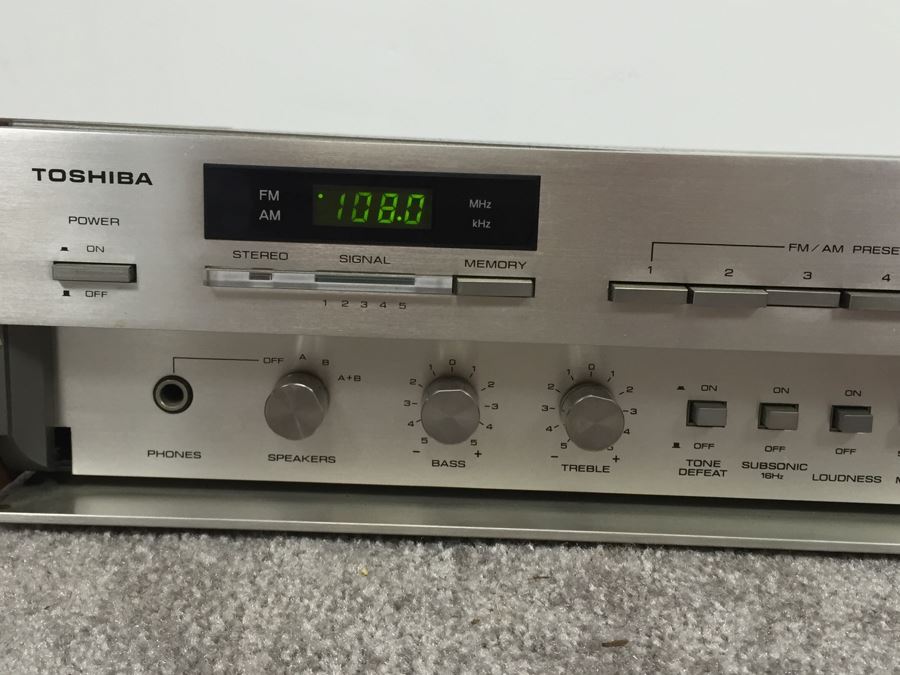 TOSHIBA
POWER
ON
OFF
FM
AM
108.0
MHz
kHz
STEREO
SIGNAL
MEMORY
1 2 3 4 5
FM/AM PRESE
1 2 3 4
OFF A B A+B
PHONES
SPEAKERS
5 4 3 2 1 0 1 2 3 4 5
- +
BASS
5 4 3 2 1 0 1 2 3 4 5
- +
TREBLE
ON
OFF
TONE
DEFEAT
ON
OFF
SUBSONIC
16Hz
ON
OFF
LOUDNESS